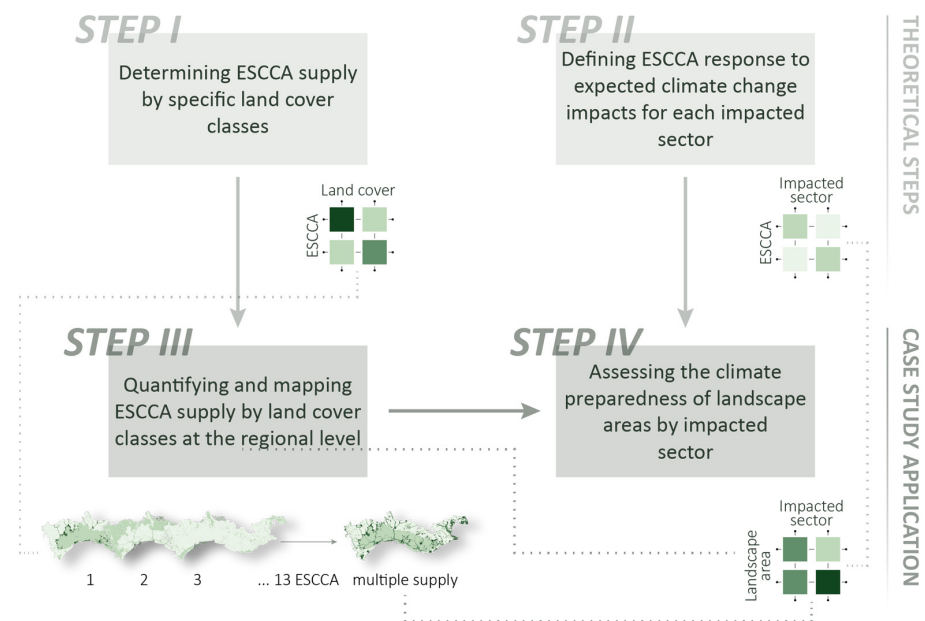 STEP I
Determining ESCCA supply
by specific land cover
classes
STEP II
Defining ESCCA response to
expected climate change
impacts for each impacted
sector
THEORETICAL STEPS
Land cover
ESCCA
Impacted
sector
ESCCA
STEP III
Quantifying and mapping
ESCCA supply by land cover
classes at the regional level
STEP IV
Assessing the climate
preparedness of landscape
areas by impacted
sector
CASE STUDY APPLICATION
1
2
3
... 13 ESCCA
multiple supply
Impacted
sector
Landscape
area